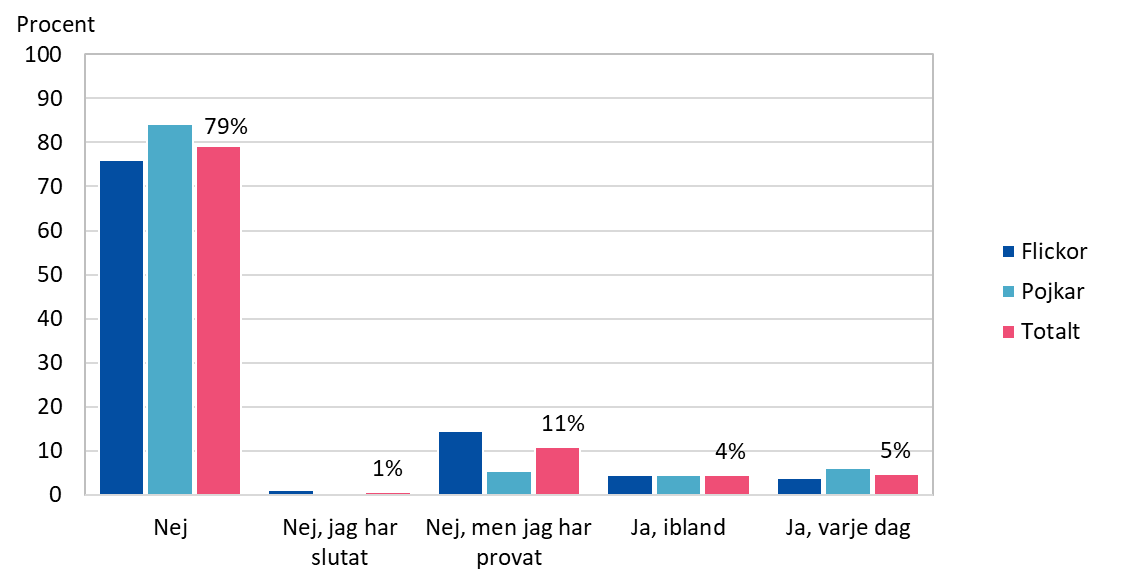 Procent
100
90
80
70
60
50
40
30
20
10
0
79%
1%
11%
4%
5%
Nej
Nej, jag har
slutat
Nej, men jag har
provat
Ja, ibland
Ja, varje dag
Flickor
Pojkar
Totalt